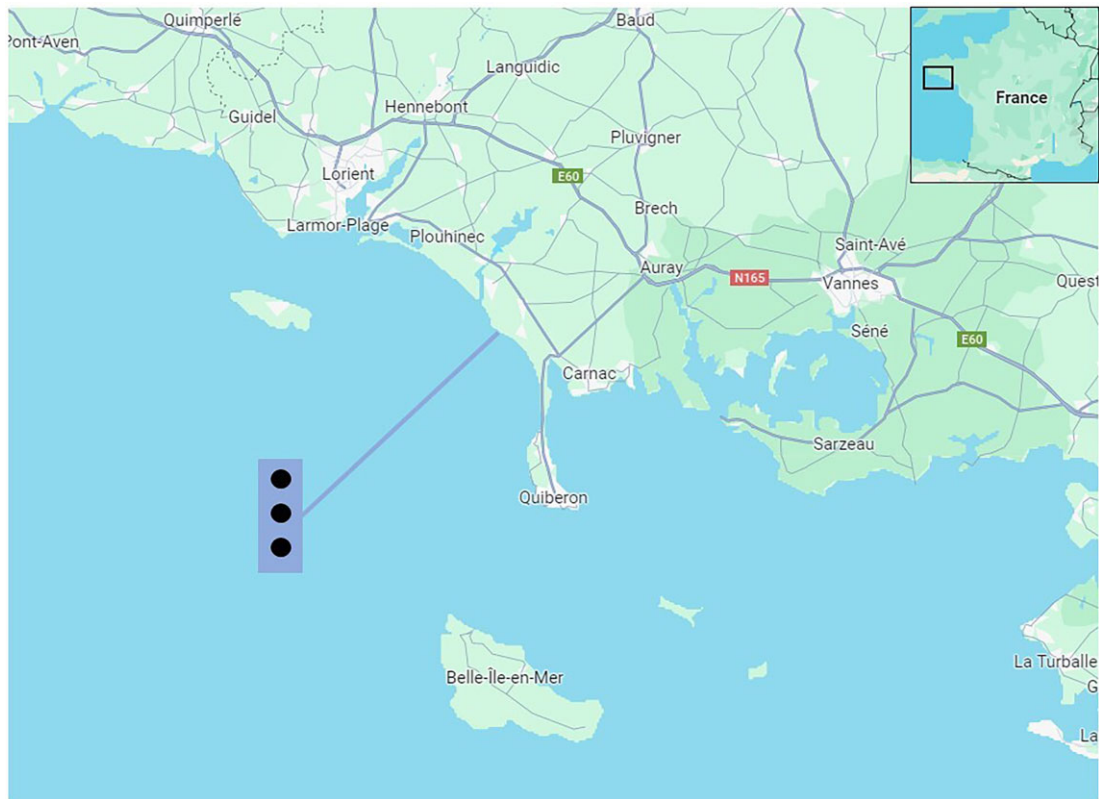 Quimperlé
Baud
Pont-Aven
Languidic
France
Hennebont
Guidel
Pluvigner
Lorient
E60
Brech
Larmor-Plage
Plouhinec
Saint-Avé
Auray
N165
Vannes
Quest
Séné
E60
Carnac
Sarzeau
Quiberon
La Turballe
Belle-Île-en-Mer
G
La